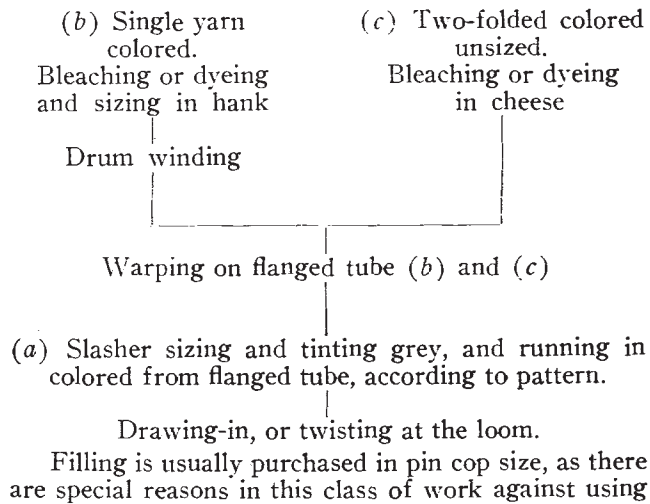 (b) Single yarn
colored.
Bleaching or dyeing
and sizing in hank
Drum winding
(c) Two-folded colored
unsized.
Bleaching or dyeing
in cheese
Warping on flanged tube (b) and (c)
(a) Slasher sizing and tinting grey, and running in
colored from flanged tube, according to pattern.
Drawing-in, or twisting at the loom.
Filling is usually purchased in pin cop size, as there
are special reasons in this class of work against using